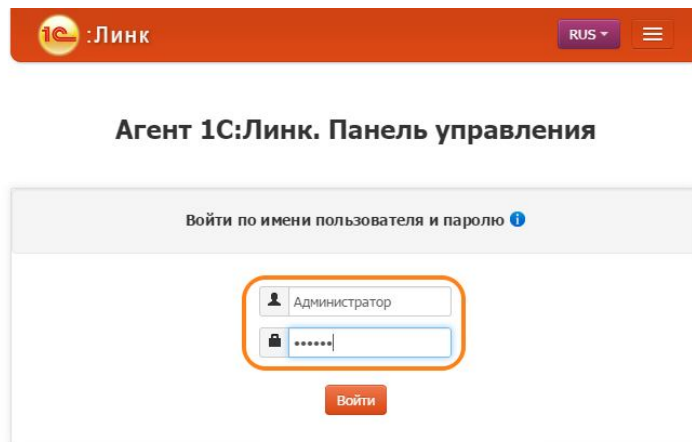 1С :Линк
RUS
Агент 1С:Линк. Панель управления
Войти по имени пользователя и паролю
Администратор
••••••
Войти